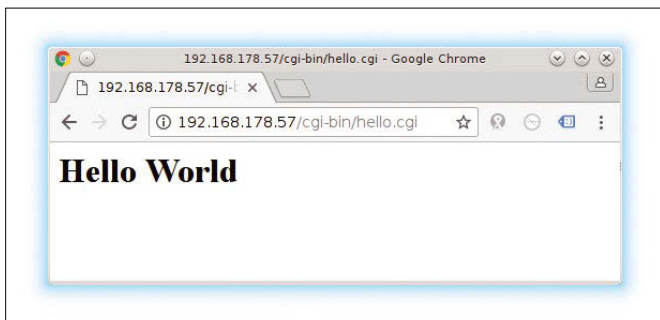 192.168.178.57/cgi-bin/hello.cgi - Google Chrome
192.168.178.57/cgi-b
192.168.178.57/cgi-bin/hello.cgi
Hello World